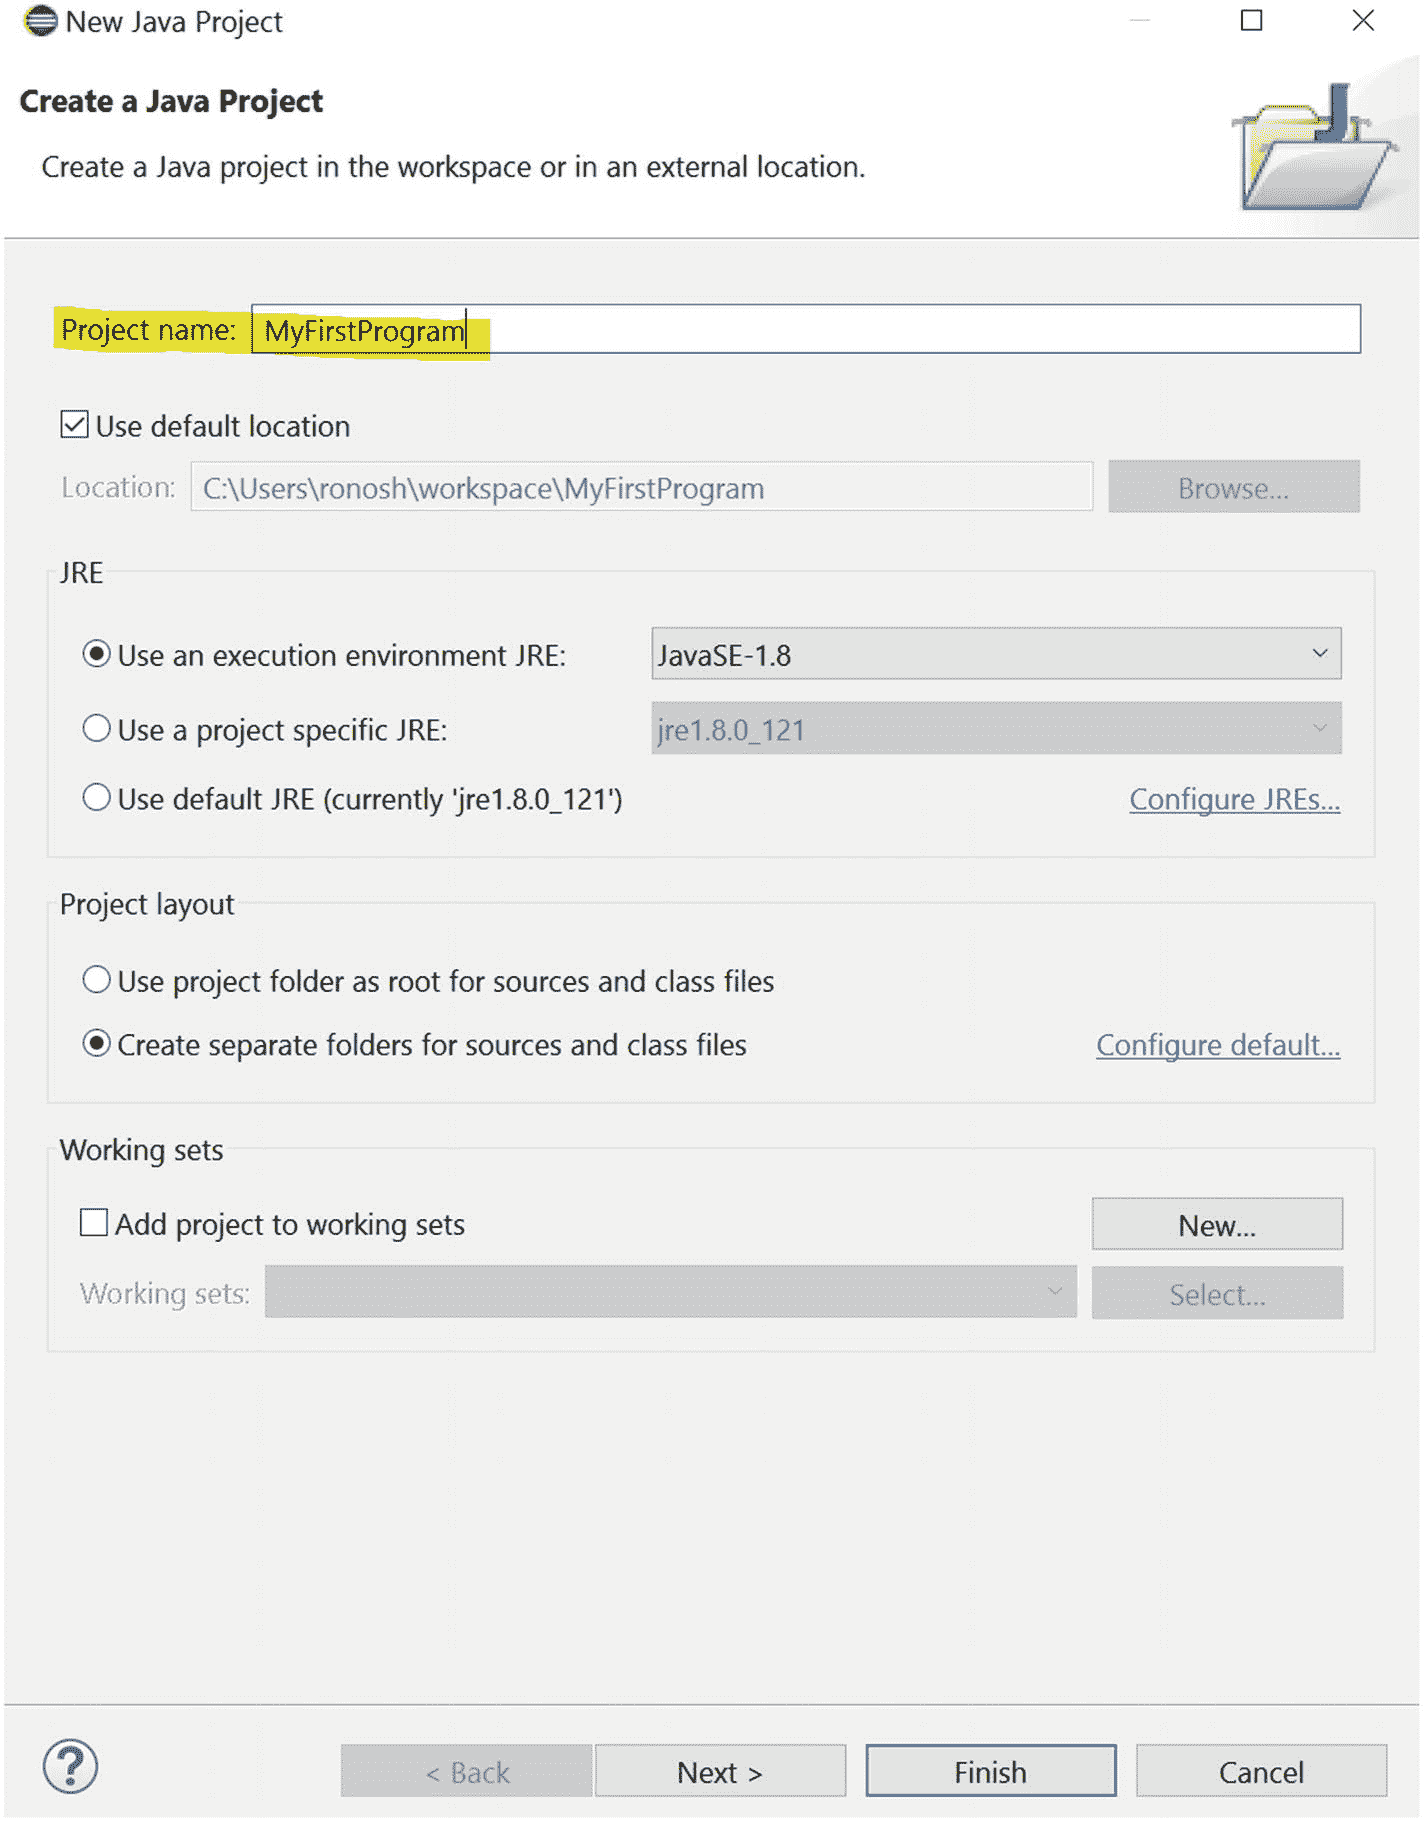 New Java Project
Create a Java Project
Create a Java project in the workspace or in an external location.
Project name: MyFirstProgram
Use default location
Location: C:\Users\ronosh\workspace\MyFirstProgram Browse...
JRE
Use an execution environment JRE: JavaSE-1.8
Use a project specific JRE: jre1.8.0_121
Use default JRE (currently 'jre1.8.0_121') Configure JREs...
Project layout
Use project folder as root for sources and class files
Create separate folders for sources and class files Configure default...
Working sets
Add project to working sets New...
Working sets: Select...
? < Back Next > Finish Cancel